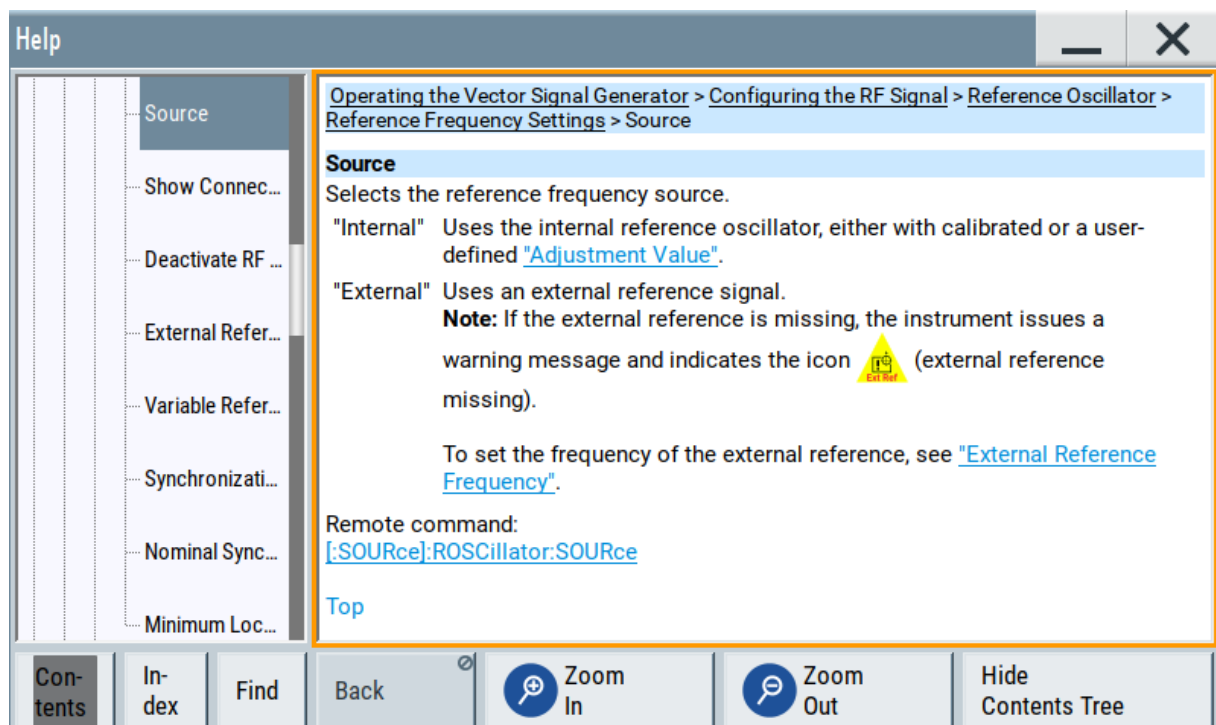 Help
Source
Show Connec...
Deactivate RF ...
External Refer...
Variable Refer...
Synchronizati...
Nominal Sync...
Minimum Loc...
Operating the Vector Signal Generator > Configuring the RF Signal > Reference Oscillator >
Reference Frequency Settings > Source
Source
Selects the reference frequency source.
"Internal" Uses the internal reference oscillator, either with calibrated or a user-
defined "Adjustment Value".
"External" Uses an external reference signal.
Note: If the external reference is missing, the instrument issues a
warning message and indicates the icon Ext Ref (external reference
missing).
To set the frequency of the external reference, see "External Reference
Frequency".
Remote command:
[:SOURce]:ROSCillator:SOURce
Top
Con-
tents
In-
dex
Find
Back
Zoom
In
Zoom
Out
Hide
Contents Tree